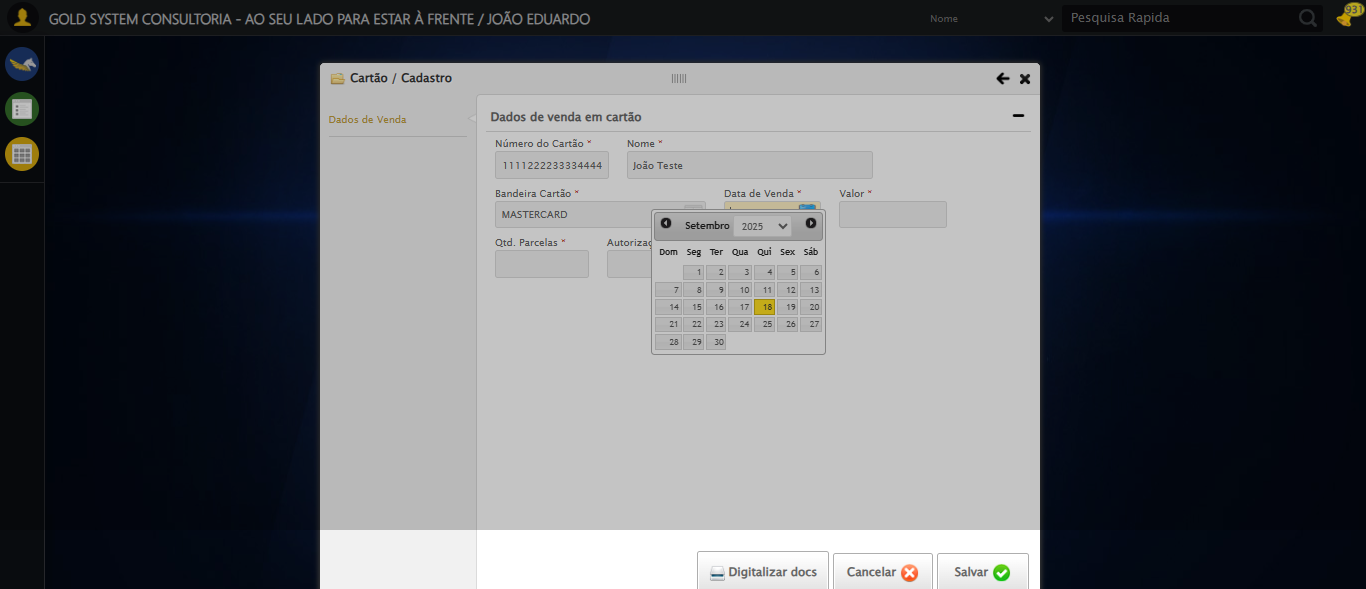 GOLD SYSTEM CONSULTORIA - AO SEU LADO PARA ESTAR À FRENTE / JOÃO EDUARDO
Nome
Pesquisa Rapida
931
Cartão / Cadastro
Dados de Venda
Dados de venda em cartão
Número do Cartão * Nome *
1111222233334444 João Teste
Bandeira Cartão * Data de Venda * Valor *
MASTERCARD
Qtd. Parcelas *
Setembro 2025
Dom Seg Ter Qua Qui Sex Sáb
1 2 3 4 5 6
7 8 9 10 11 12 13
14 15 16 17 18 19 20
21 22 23 24 25 26 27
28 29 30
Digitalizar docs Cancelar Salvar